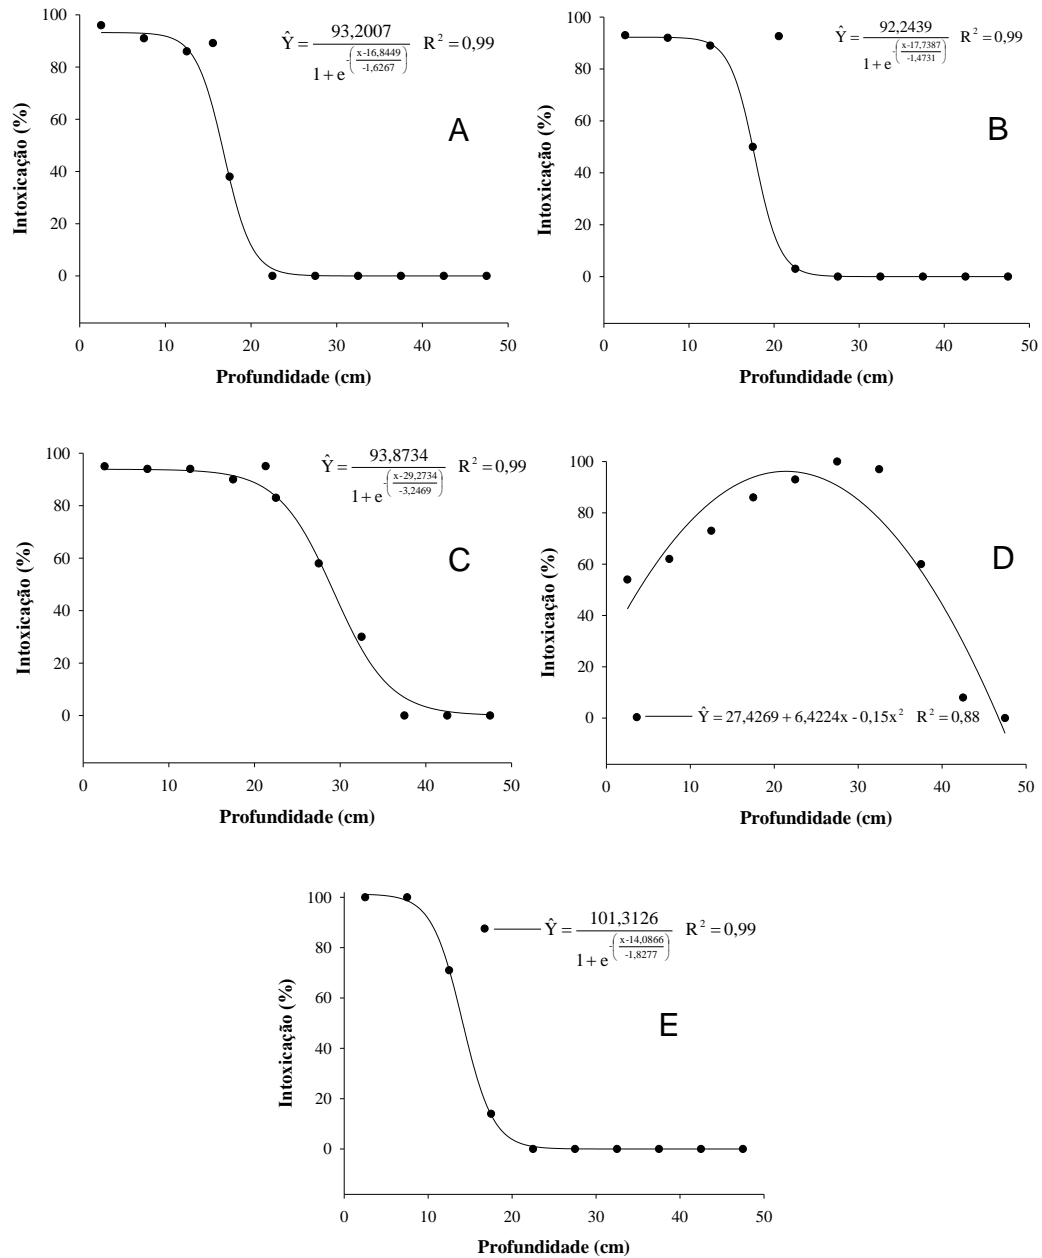 100
80
60
40
20
0
Intoxicação (%)
Ŷ = 93,2007 / 1 + e^-((x-16,8449)/-1,6267) R² = 0,99
A
0 10 20 30 40 50
Profundidade (cm)
100
80
60
40
20
0
Intoxicação (%)
Ŷ = 92,2439 / 1 + e^-((x-17,7387)/-1,4731) R² = 0,99
B
0 10 20 30 40 50
Profundidade (cm)
100
80
60
40
20
0
Intoxicação (%)
Ŷ = 93,8734 / 1 + e^-((x-29,2734)/-3,2469) R² = 0,99
C
0 10 20 30 40 50
Profundidade (cm)
100
80
60
40
20
0
Intoxicação (%)
D
Ŷ = 27,4269 + 6,4224x - 0,15x² R² = 0,88
0 10 20 30 40 50
Profundidade (cm)
100
80
60
40
20
0
Intoxicação (%)
Ŷ = 101,3126 / 1 + e^-((x-14,0866)/-1,8277) R² = 0,99
E
0 10 20 30 40 50
Profundidade (cm)